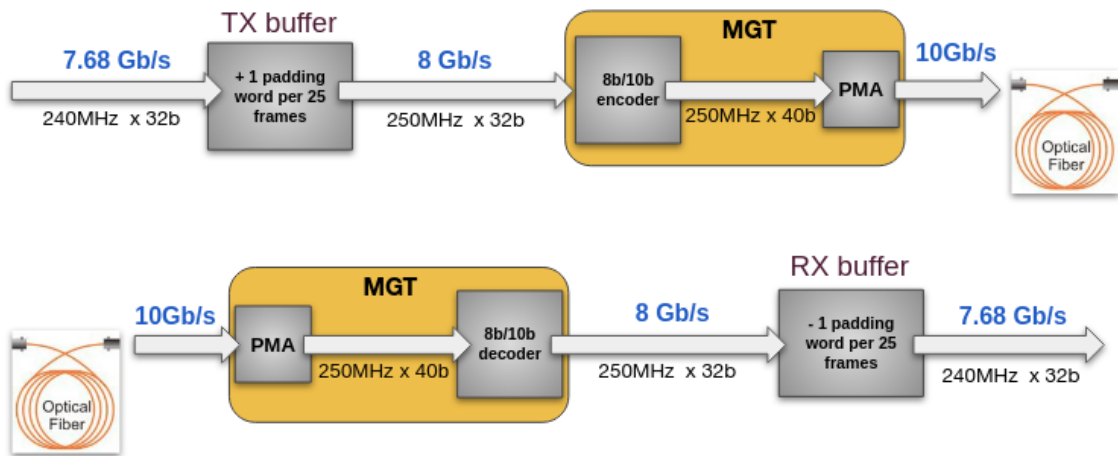 TX buffer
MGT
7.68 Gb/s
+ 1 padding
word per 25
frames
8 Gb/s
8b/10b
encoder
PMA
10Gb/s
240MHz x 32b
250MHz x 32b
250MHz x 40b
Optical
Fiber
RX buffer
MGT
10Gb/s
PMA
8b/10b
decoder
8 Gb/s
- 1 padding
word per 25
frames
7.68 Gb/s
250MHz x 40b
250MHz x 32b
240MHz x 32b
Optical
Fiber